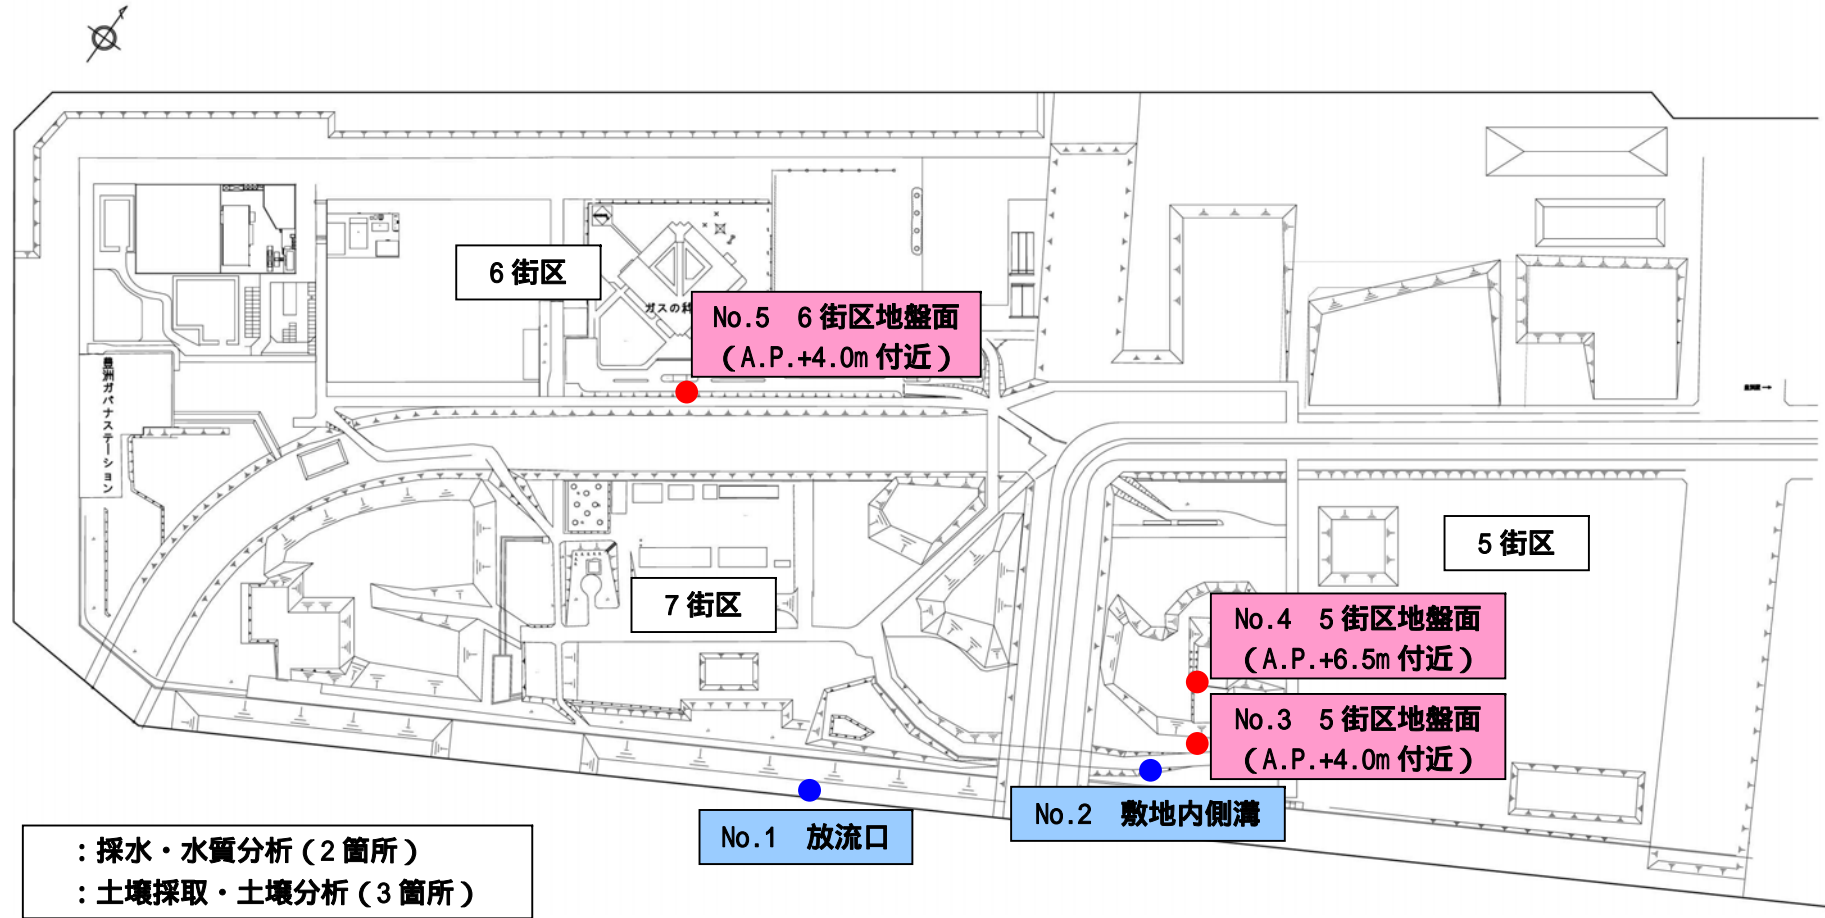 6 街区
ガスの科
No.5　6 街区地盤面
（A.P.+4.0m 付近）
豊洲ガバナステーション
5 街区
7 街区
No.4　5 街区地盤面
（A.P.+6.5m 付近）
No.3　5 街区地盤面
（A.P.+4.0m 付近）
No.2　敷地内側溝
No.1　放流口
：採水・水質分析（2 箇所）
：土壌採取・土壌分析（3 箇所）